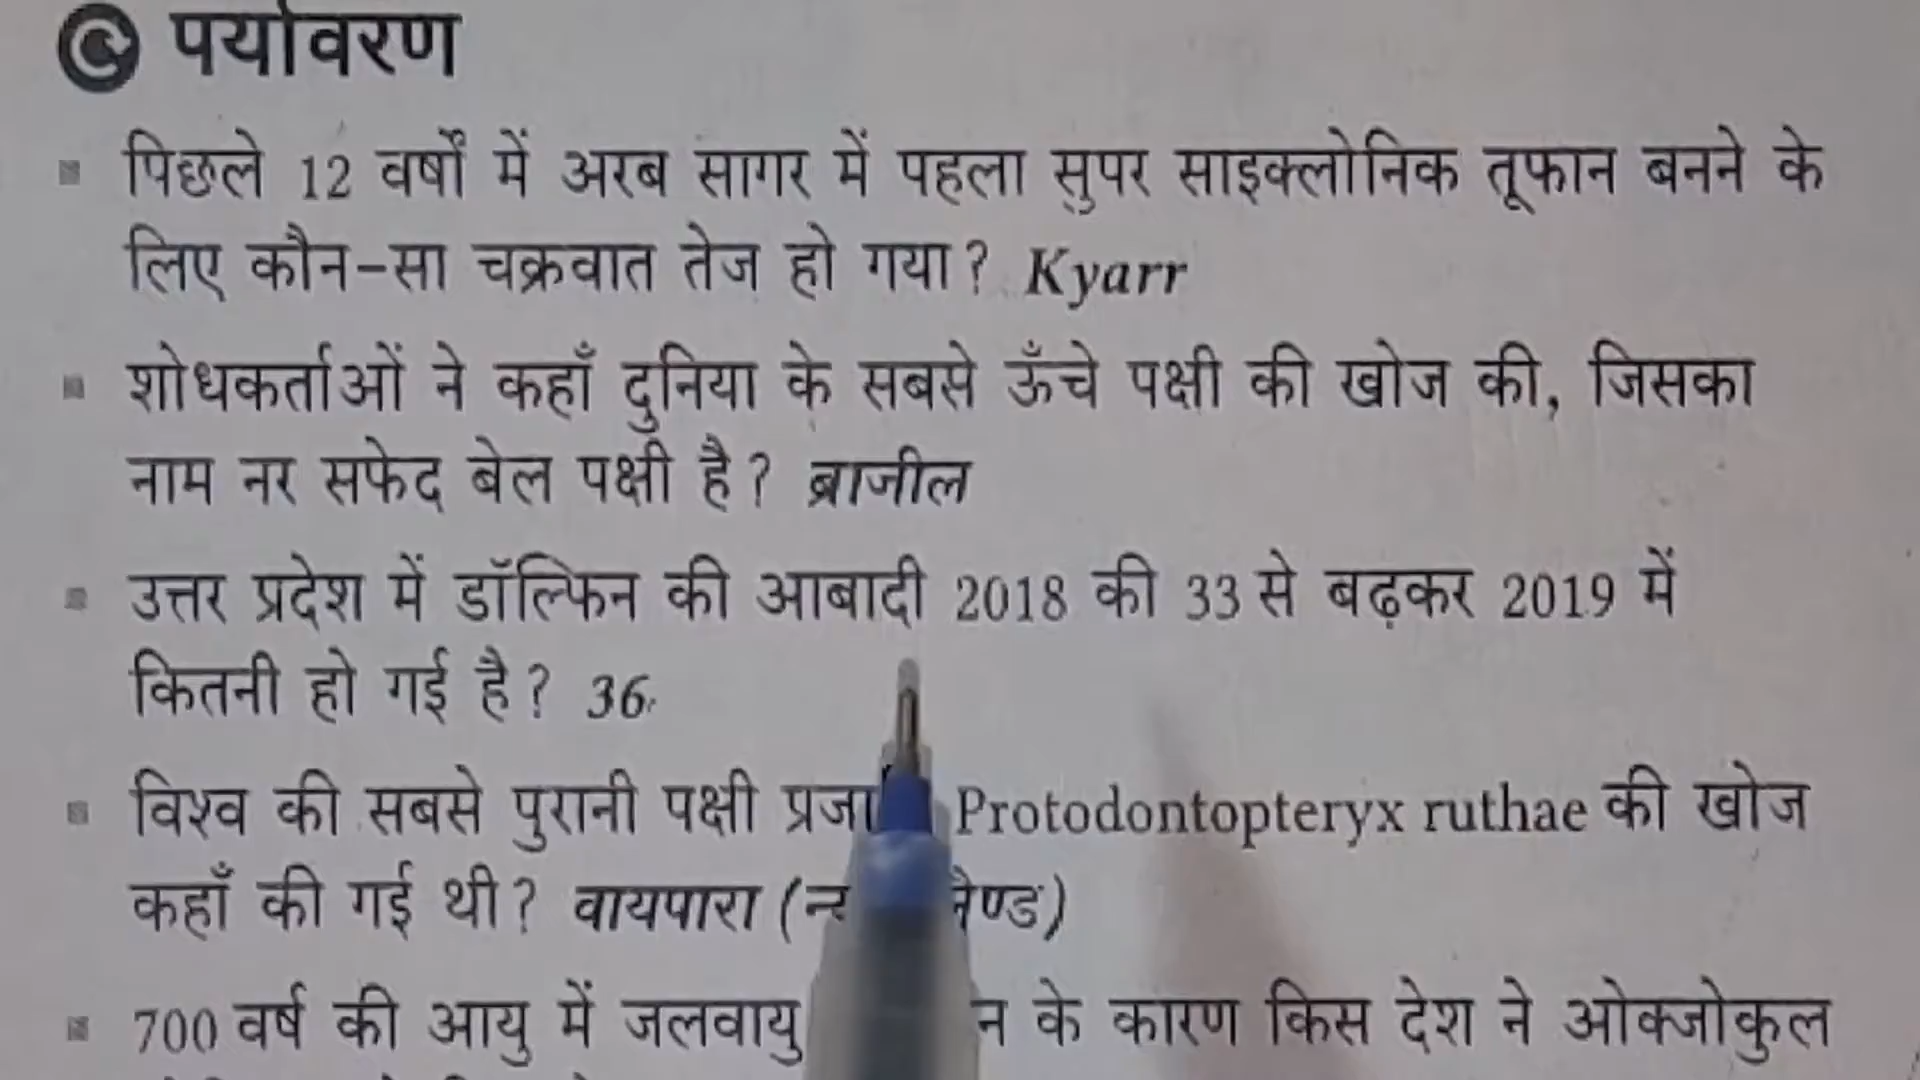 पर्यावरण
पिछले 12 वर्षों में अरब सागर में पहला सुपर साइक्लोनिक तूफान बनने के
लिए कौन-सा चक्रवात तेज हो गया? Kyarr
शोधकर्ताओं ने कहाँ दुनिया के सबसे ऊँचे पक्षी की खोज की, जिसका
नाम नर सफेद बेल पक्षी है? ब्राजील
उत्तर प्रदेश में डॉल्फिन की आबादी 2018 की 33 से बढ़कर 2019 में
कितनी हो गई है? 36
विश्व की सबसे पुरानी पक्षी Protodontopteryx ruthae की खोज
कहाँ की गई थी? वायपारा
700 वर्ष की आयु में जलवायु के कारण किस देश ने ओक्जोकुल